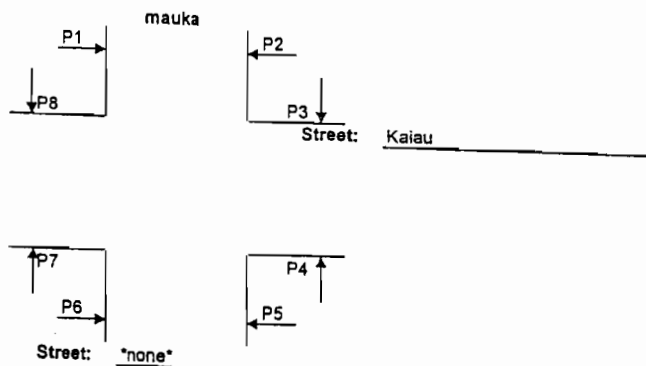 mauka
P1 P2
P8 P3
Street: Kaiau
P7 P4
P6 P5
Street: *none*